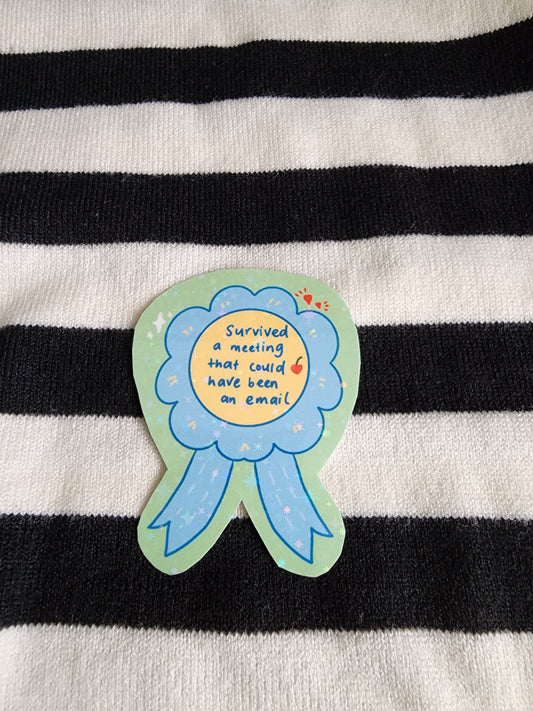 Survived
a meeting
that could
have been
an email